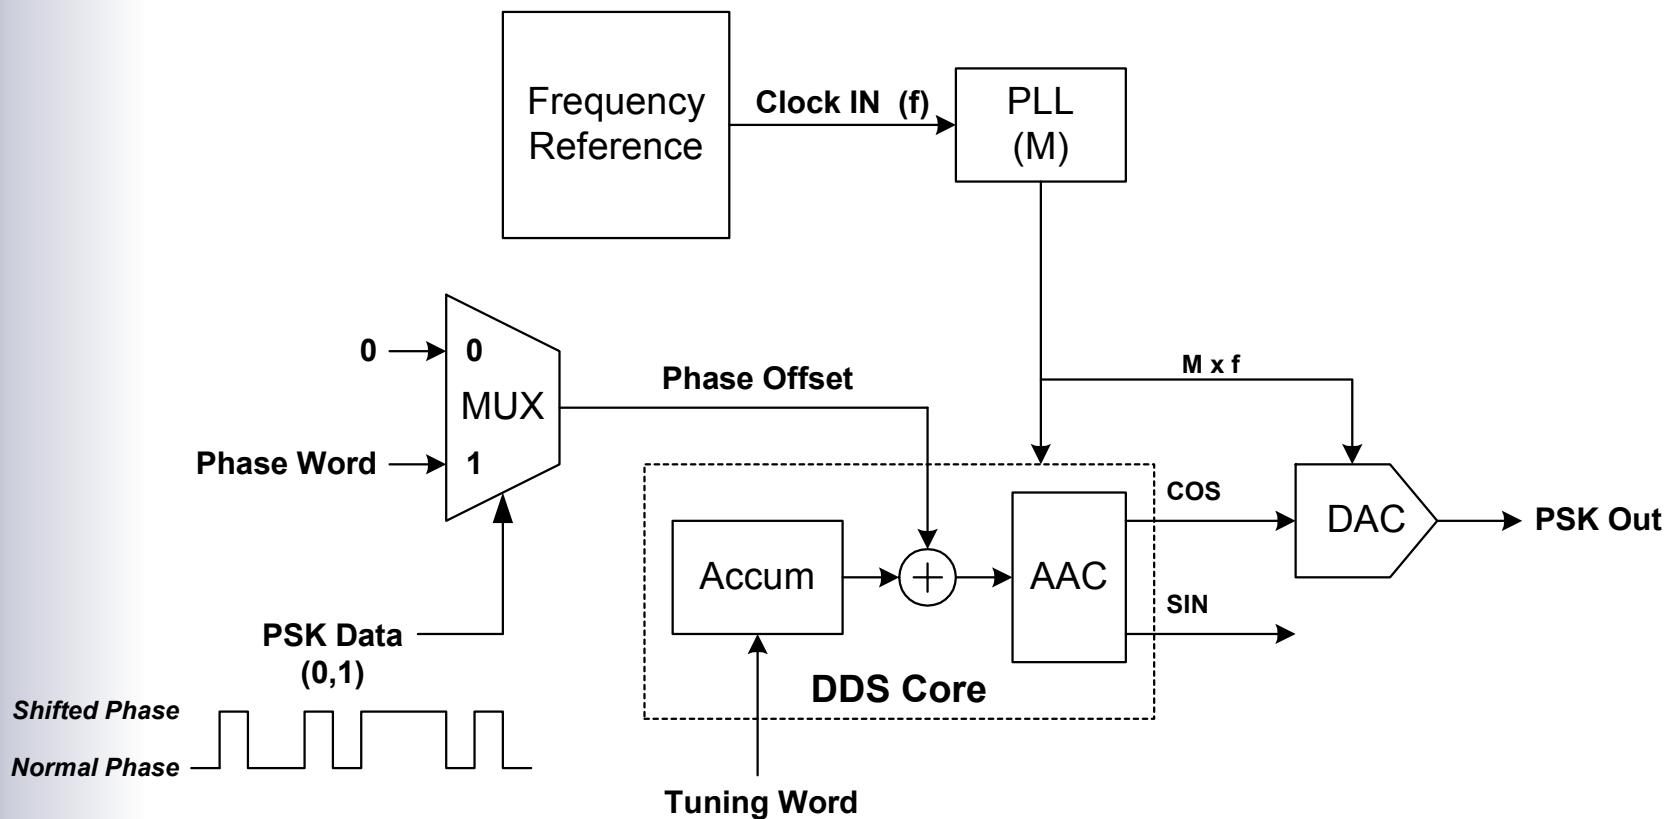 Frequency
Reference
Clock IN (f)
PLL
(M)
0
0
MUX
Phase Word
1
Phase Offset
M x f
COS
DAC
PSK Out
Accum
+
AAC
SIN
DDS Core
PSK Data
(0,1)
Shifted Phase
Normal Phase
Tuning Word